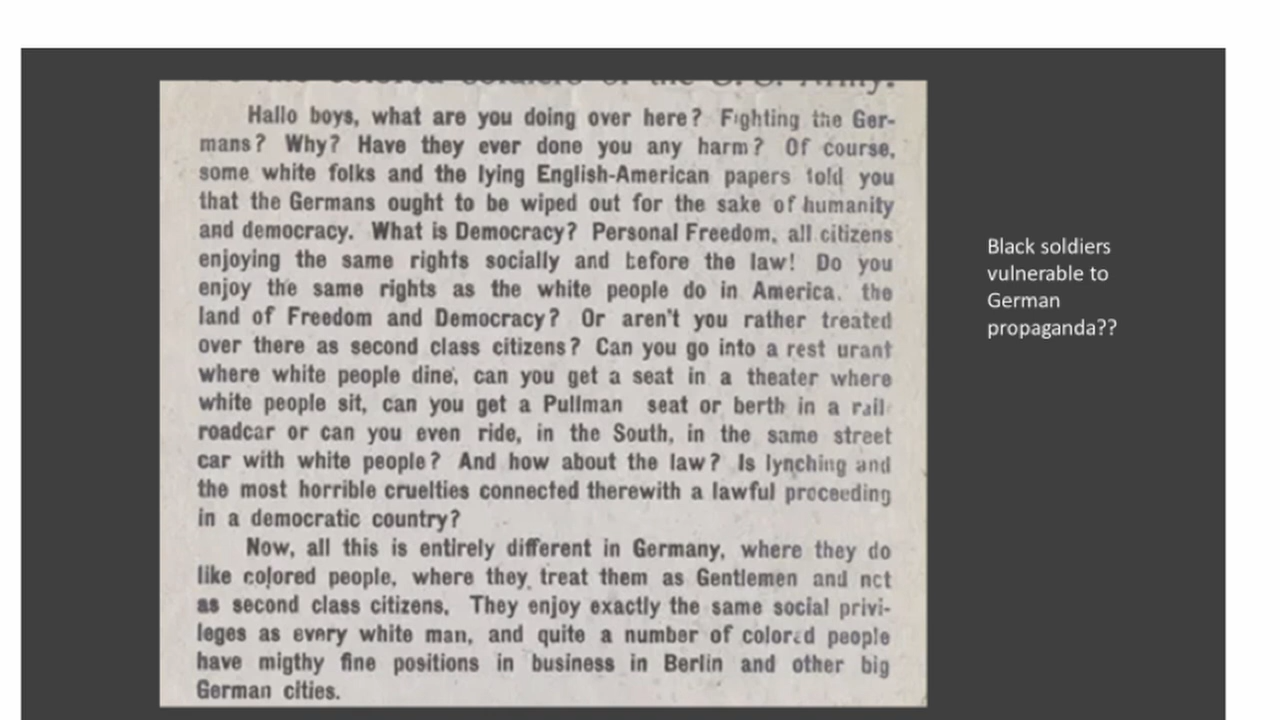 the colored soldiers of the U.S. Army.
Hallo boys, what are you doing over here? Fighting the Ger-
mans? Why? Have they ever done you any harm? Of course,
some white folks and the lying English-American papers told you
that the Germans ought to be wiped out for the sake of humanity
and democracy. What is Democracy? Personal Freedom, all citizens
enjoying the same rights socially and before the law! Do you
enjoy the same rights as the white people do in America. the
land of Freedom and Democracy? Or aren't you rather treated
over there as second class citizens? Can you go into a rest urant
where white people dine, can you get a seat in a theater where
white people sit, can you get a Pullman seat or berth in a rail-
roadcar or can you even ride, in the South, in the same street
car with white people? And how about the law? Is lynching and
the most horrible cruelties connected therewith a lawful proceeding
in a democratic country?
Now, all this is entirely different in Germany, where they do
like colored people, where they treat them as Gentlemen and not
as second class citizens. They enjoy exactly the same social privi-
leges as every white man, and quite a number of colored people
have migthy fine positions in business in Berlin and other big
German cities.
Black soldiers
vulnerable to
German
propaganda??